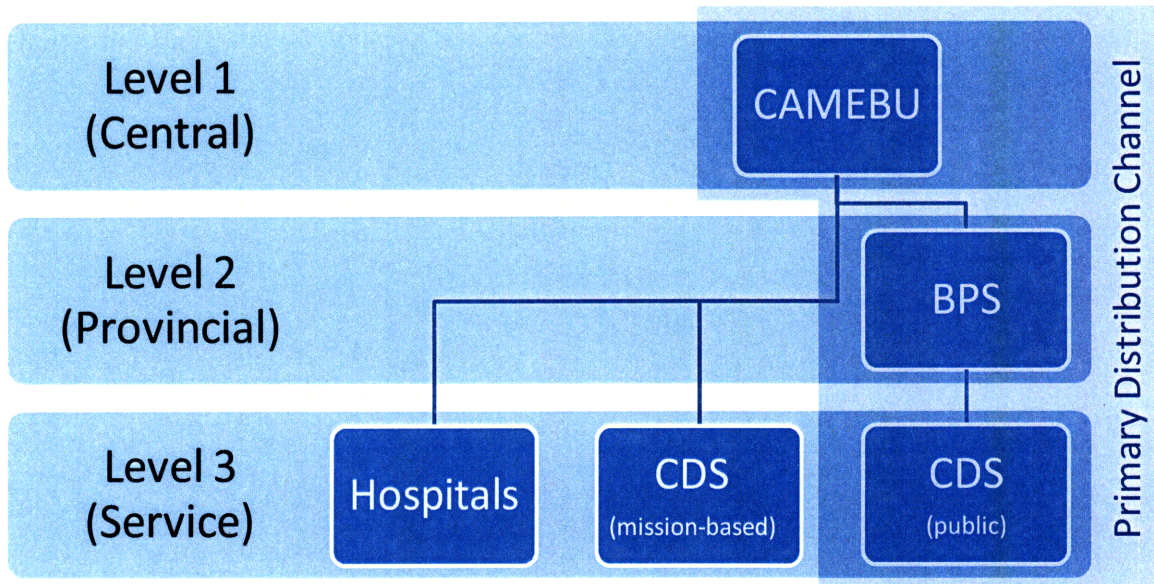 Level 1
(Central)
CAMEBU
Level 2
(Provincial)
BPS
Level 3
(Service)
Hospitals
CDS
(mission-based)
CDS
(public)
Primary Distribution Channel